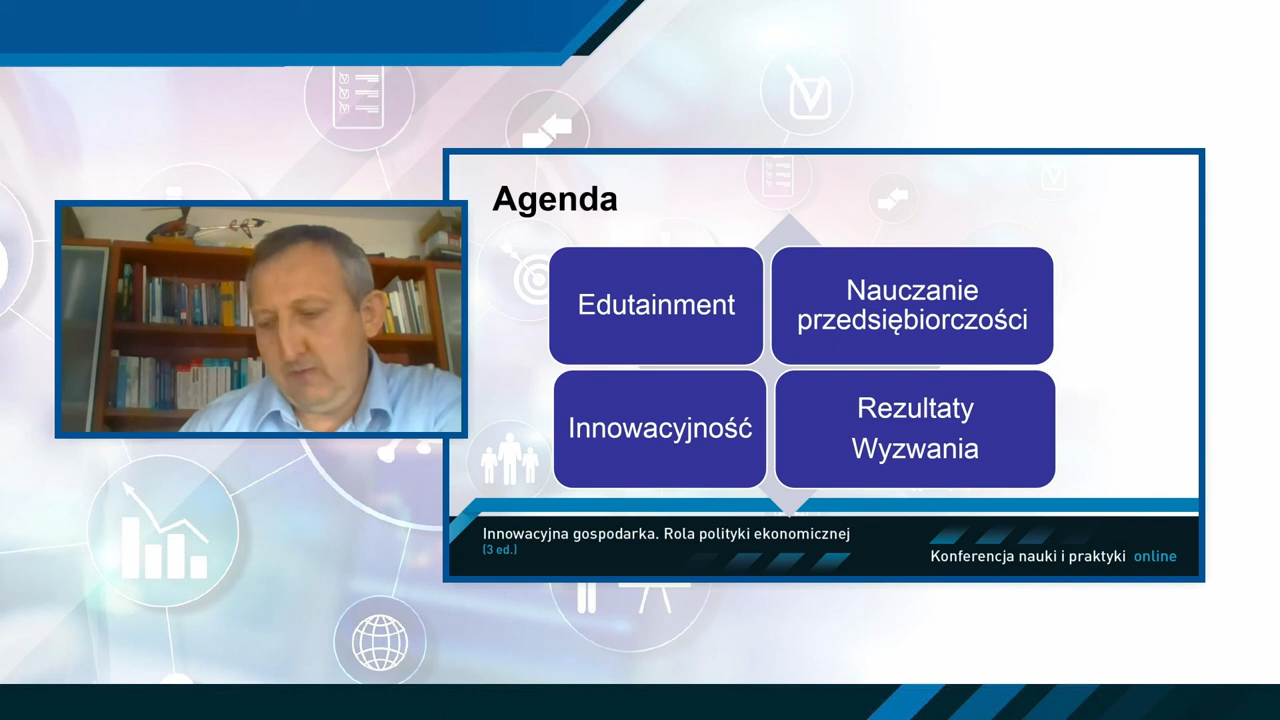 Agenda
Edutainment
Nauczanie
przedsiębiorczości
Innowacyjność
Rezultaty
Wyzwania
Innowacyjna gospodarka. Rola polityki ekonomicznej
(3 ed.)
Konferencja nauki i praktyki online